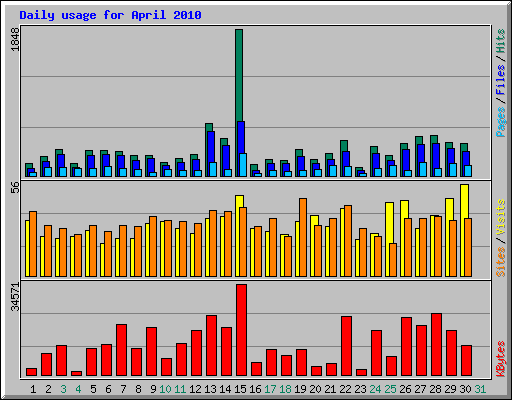 Daily usage for April 2010
1848
Pages / Files / Hits
56
Sites / Visits
34571
KBytes
1 2 3 4 5 6 7 8 9 10 11 12 13 14 15 16 17 18 19 20 21 22 23 24 25 26 27 28 29 30 31